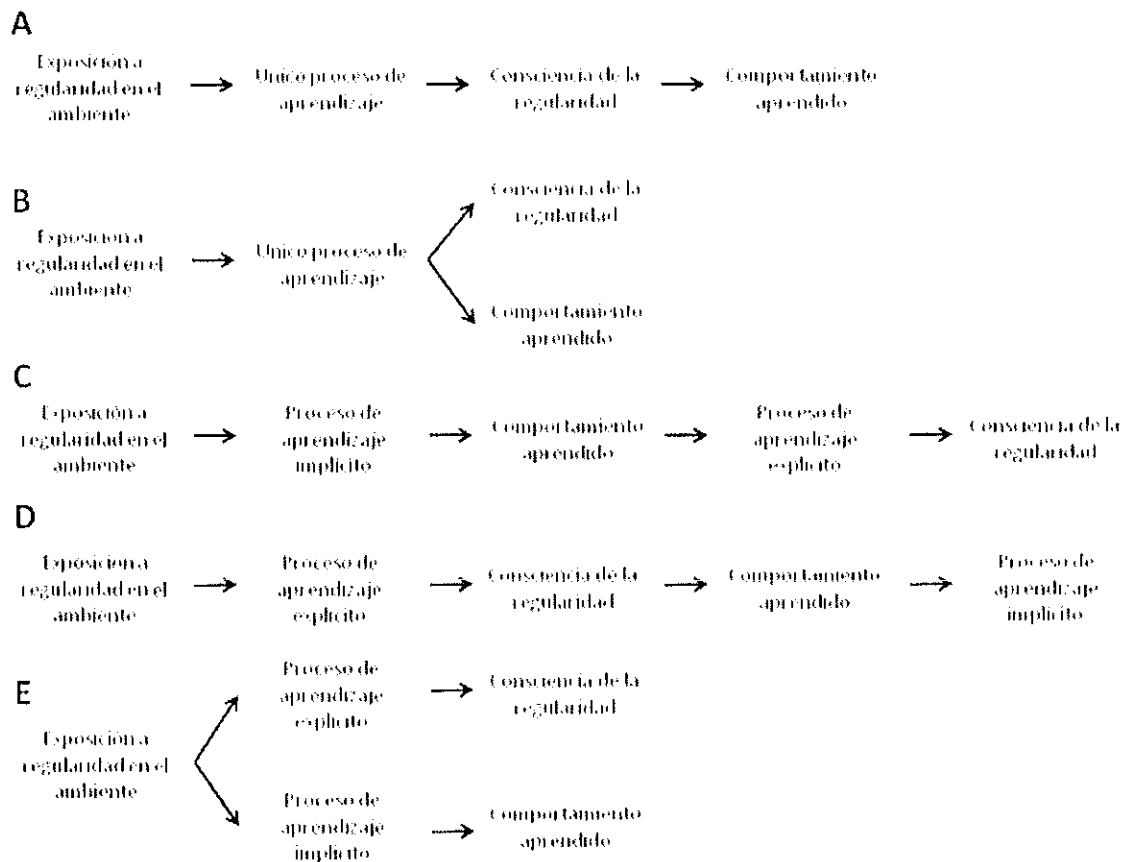 A
Exposición a
regularidad en el
ambiente
Unico proceso de
aprendizaje
Consciencia de la
regularidad
Comportamiento
aprendido
B
Exposición a
regularidad en el
ambiente
Unico proceso de
aprendizaje
Consciencia de la
regularidad
Comportamiento
aprendido
C
Exposición a
regularidad en el
ambiente
Proceso de
aprendizaje
implícito
Comportamiento
aprendido
Proceso de
aprendizaje
explícito
Consciencia de la
regularidad
D
Exposición a
regularidad en el
ambiente
Proceso de
aprendizaje
explícito
Consciencia de la
regularidad
Comportamiento
aprendido
Proceso de
aprendizaje
implícito
E
Exposición a
regularidad en el
ambiente
Proceso de
aprendizaje
explícito
Consciencia de la
regularidad
Proceso de
aprendizaje
implícito
Comportamiento
aprendido